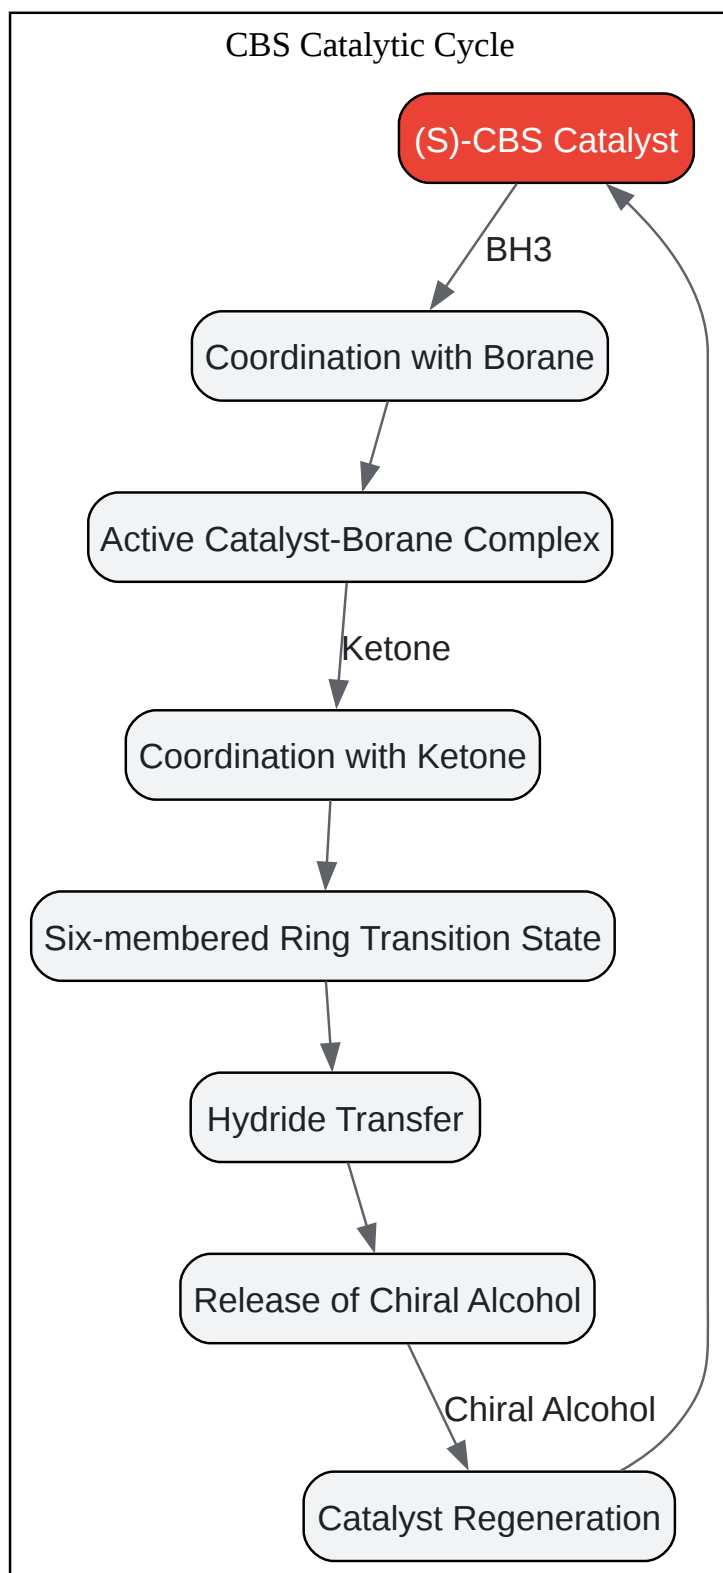 CBS Catalytic Cycle
(S)-CBS Catalyst
BH3
Coordination with Borane
Active Catalyst-Borane Complex
Ketone
Coordination with Ketone
Six-membered Ring Transition State
Hydride Transfer
Release of Chiral Alcohol
Chiral Alcohol
Catalyst Regeneration